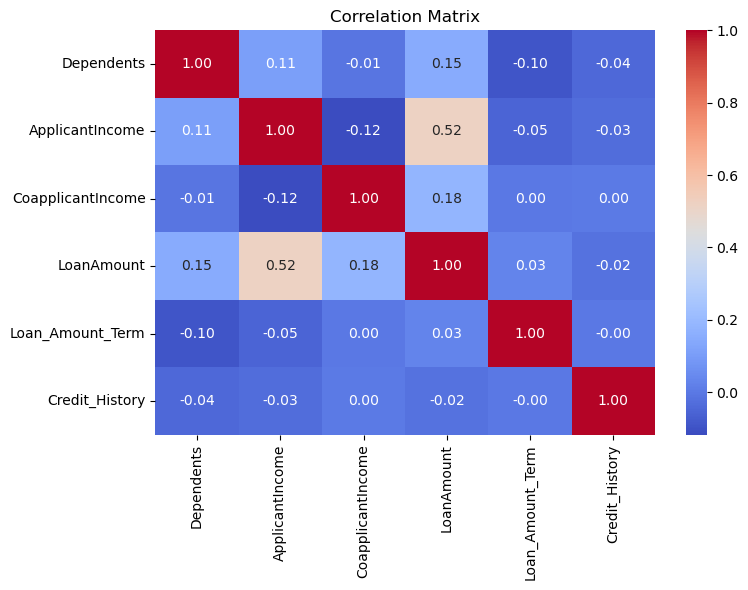 Correlation Matrix
Dependents 1.00 0.11 -0.01 0.15 -0.10 -0.04
ApplicantIncome 0.11 1.00 -0.12 0.52 -0.05 -0.03
CoapplicantIncome -0.01 -0.12 1.00 0.18 0.00 0.00
LoanAmount 0.15 0.52 0.18 1.00 0.03 -0.02
Loan_Amount_Term -0.10 -0.05 0.00 0.03 1.00 -0.00
Credit_History -0.04 -0.03 0.00 -0.02 -0.00 1.00
Dependents
ApplicantIncome
CoapplicantIncome
LoanAmount
Loan_Amount_Term
Credit_History
1.0
0.8
0.6
0.4
0.2
0.0